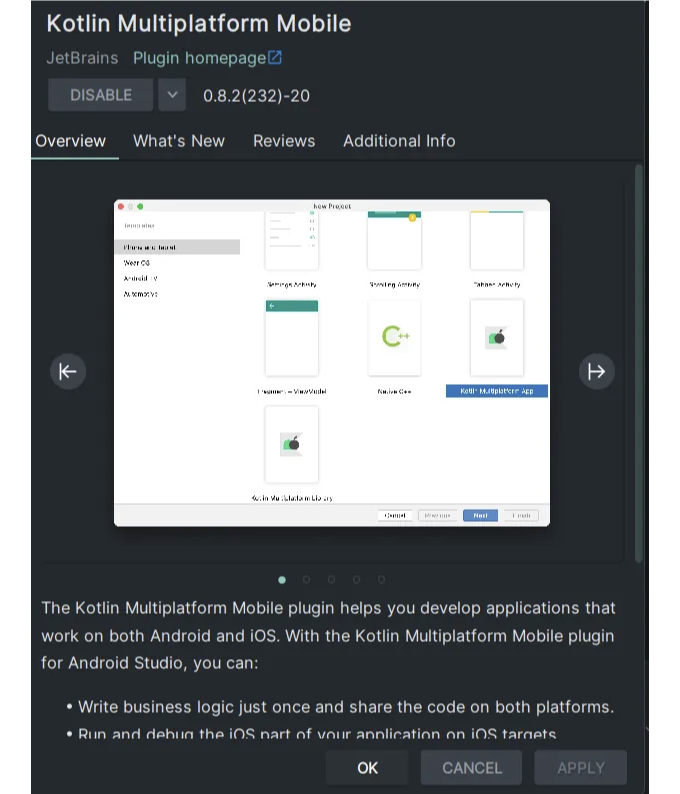 Kotlin Multiplatform Mobile
JetBrains Plugin homepage
DISABLE 0.8.2(232)-20
Overview What's New Reviews Additional Info
New Project
Templates
Phone and Tablet
Wear OS
Android TV
Automotive
Settings Activity Scrolling Activity Tabbed Activity
C++
Fragment + ViewModel Native C++ Kotlin Multiplatform App
Kotlin Multiplatform Library
Cancel Previous Next Finish
The Kotlin Multiplatform Mobile plugin helps you develop applications that
work on both Android and iOS. With the Kotlin Multiplatform Mobile plugin
for Android Studio, you can:
• Write business logic just once and share the code on both platforms.
• Run and debug the iOS part of your application on iOS targets
OK CANCEL APPLY